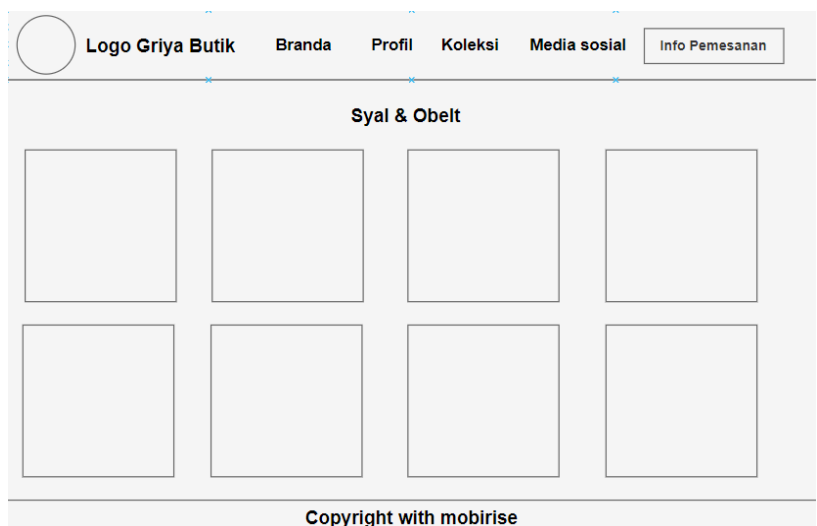 Logo Griya Butik Branda Profil Koleksi Media sosial Info Pemesanan
Syal & Obelt
Copyright with mobirise